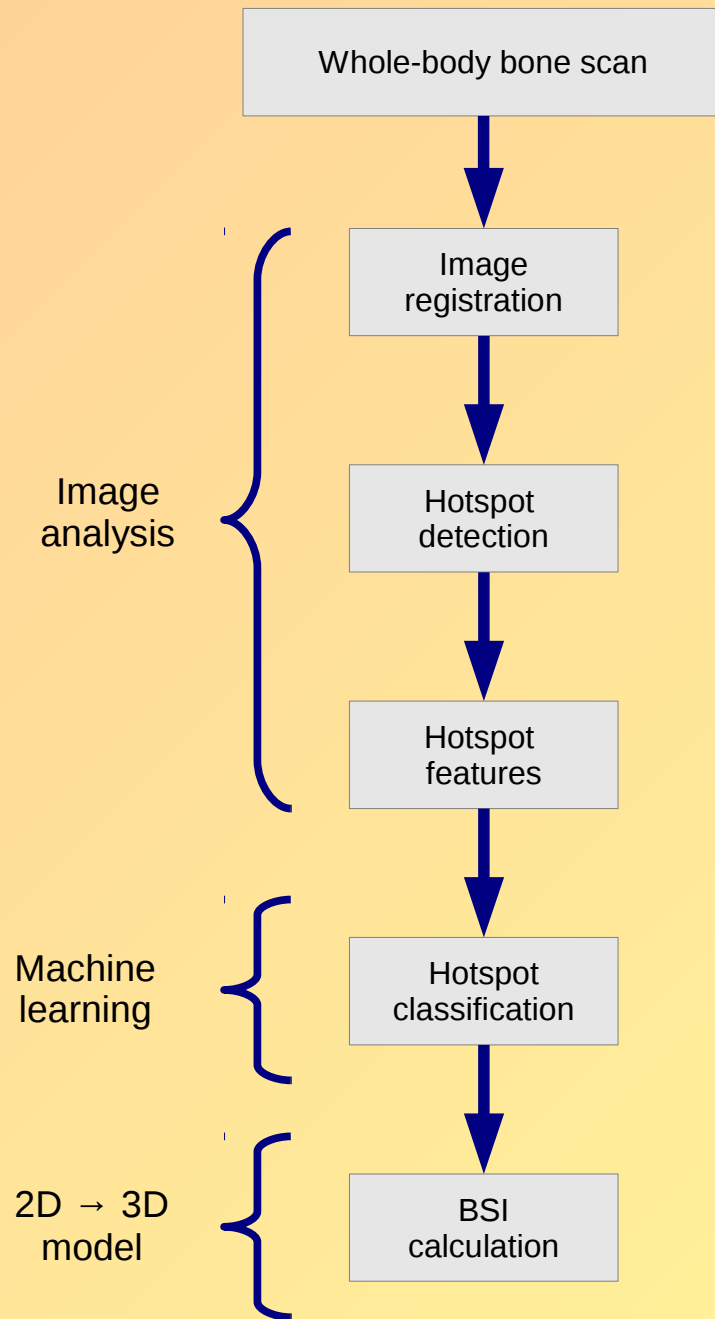 Whole-body bone scan
Image
registration
Image
analysis
Hotspot
detection
Hotspot
features
Machine
learning
Hotspot
classification
2D → 3D
model
BSI
calculation